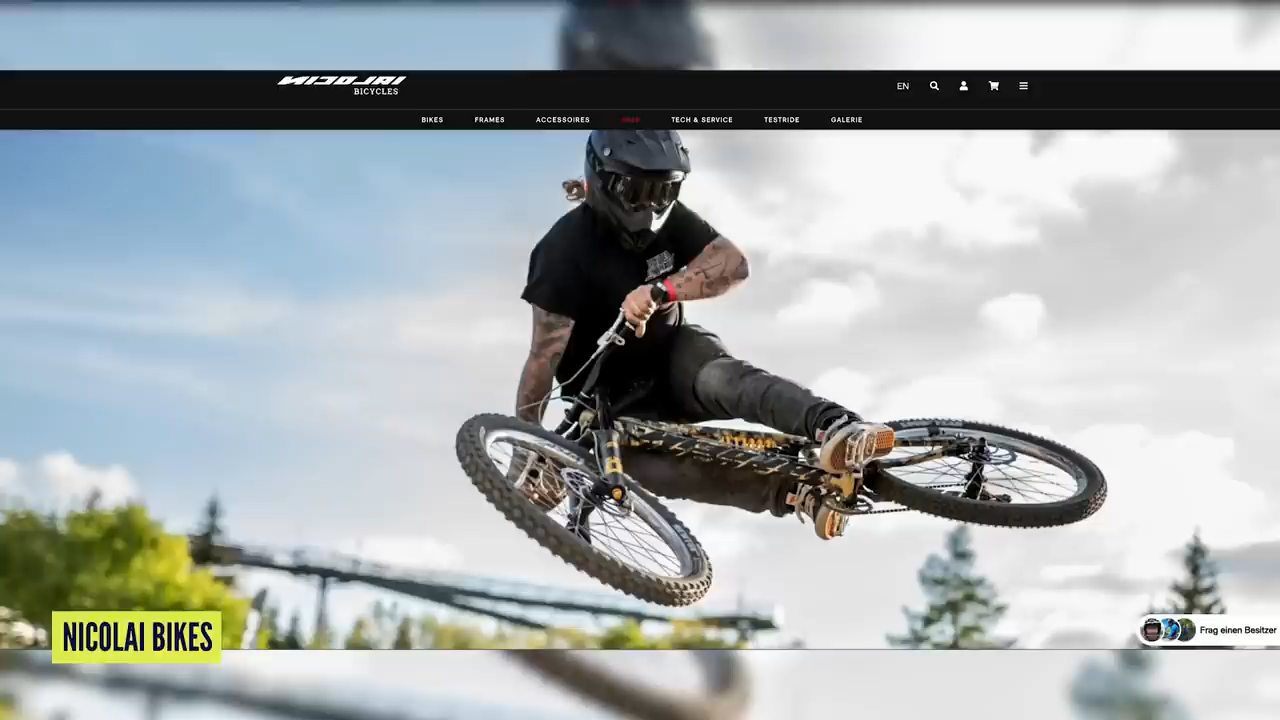 NICOLAI
BICYCLES
EN
BIKES FRAMES ACCESSOIRES TECH & SERVICE TESTRIDE GALERIE
NICOLAI BIKES
Frag einen Besitzer